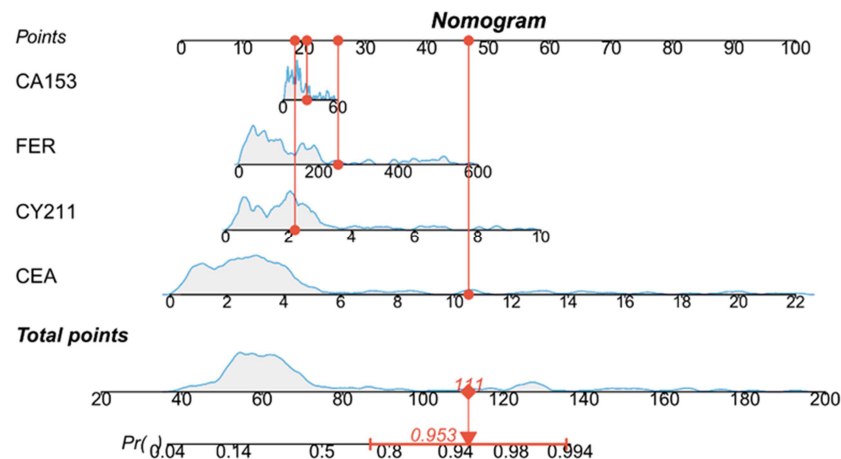 Nomogram
Points
0 10 20 30 40 50 60 70 80 90 100
CA153
0 60
FER
0 200 400 600
CY211
0 2 4 6 8 10
CEA
0 2 4 6 8 10 12 14 16 18 20 22
Total points
111
20 40 60 80 100 120 140 160 180 200
0.953
Pr( ) 0.04 0.14 0.5 0.8 0.94 0.98 0.994